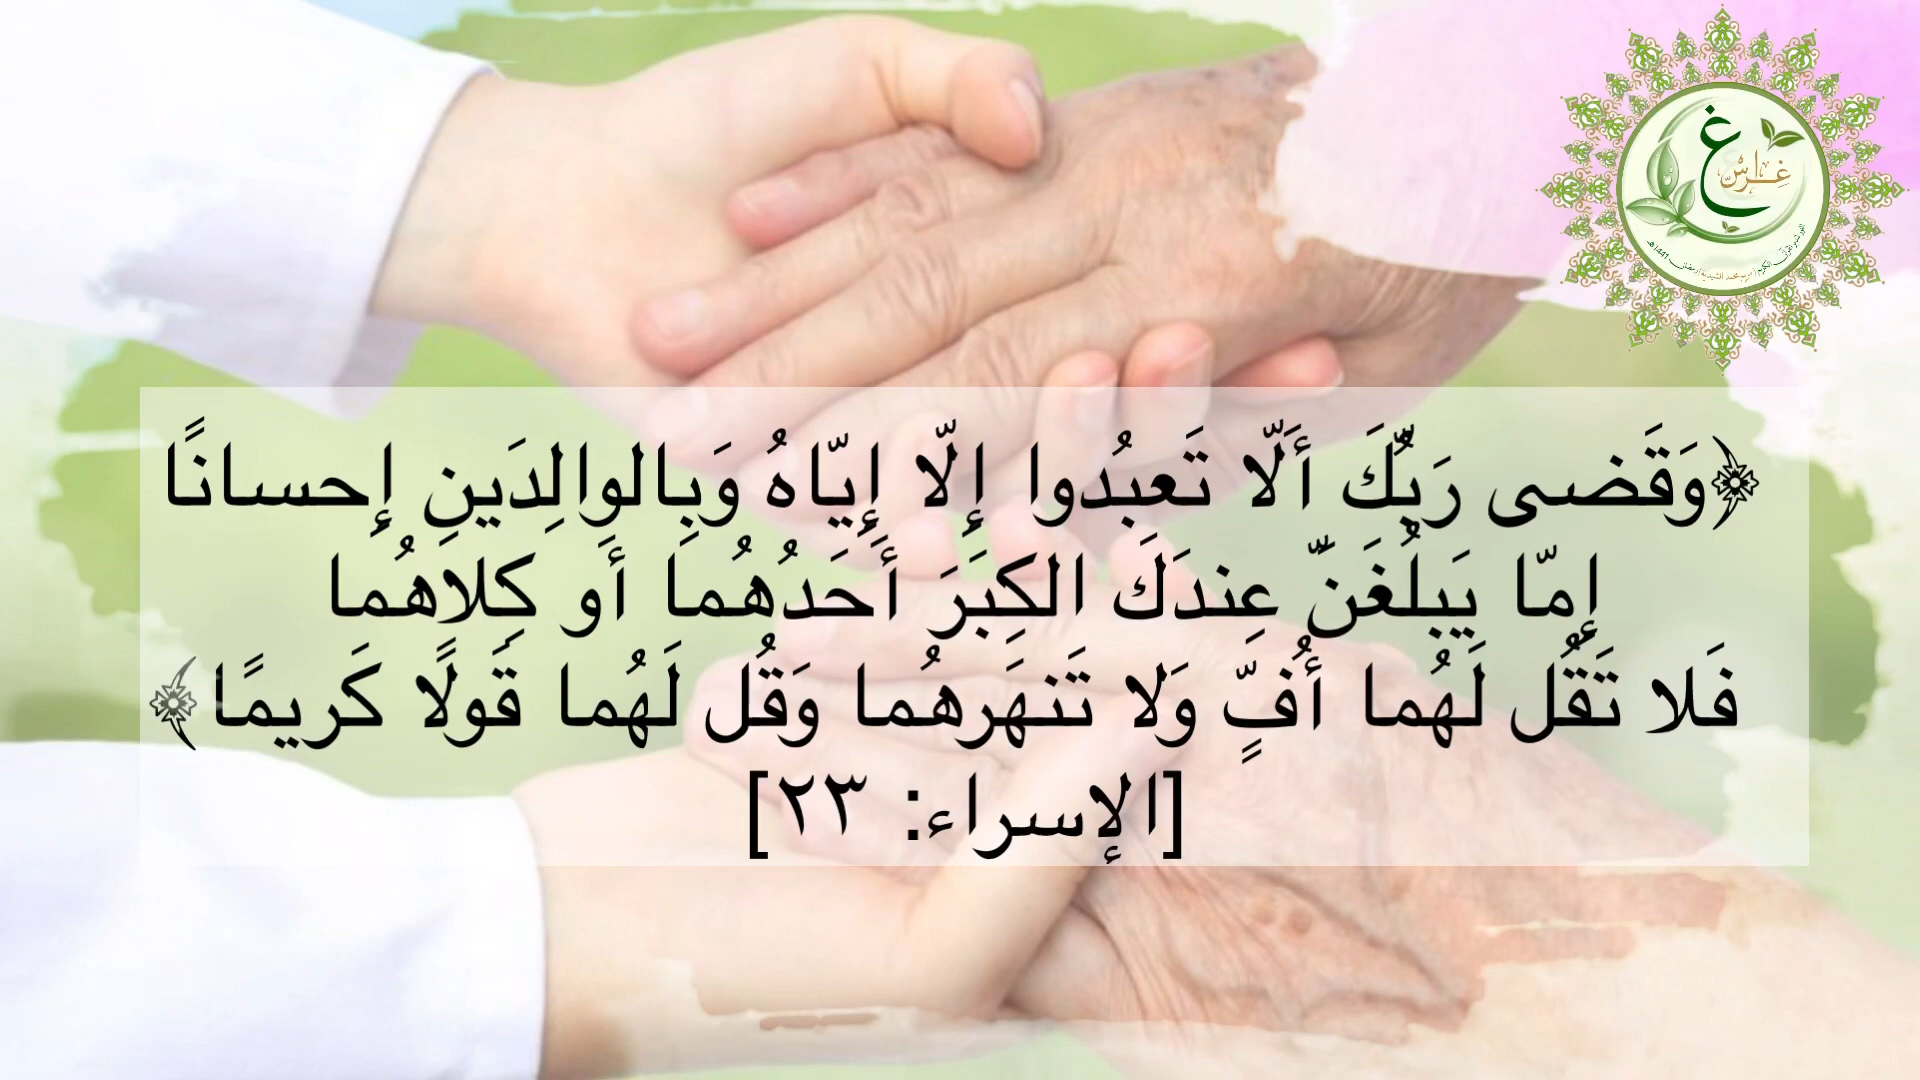 غ
غِراسٌ
﴿وَقَضى رَبُّكَ أَلّا تَعبُدوا إِلّا إِيّاهُ وَبِالوالِدَينِ إِحسانًا
إِمّا يَبلُغَنَّ عِندَكَ الكِبَرَ أَحَدُهُما أَو كِلاهُما
فَلا تَقُل لَهُما أُفٍّ وَلا تَنهَرهُما وَقُل لَهُما قَولًا كَريمًا﴾
[الإسراء: ٢٣]